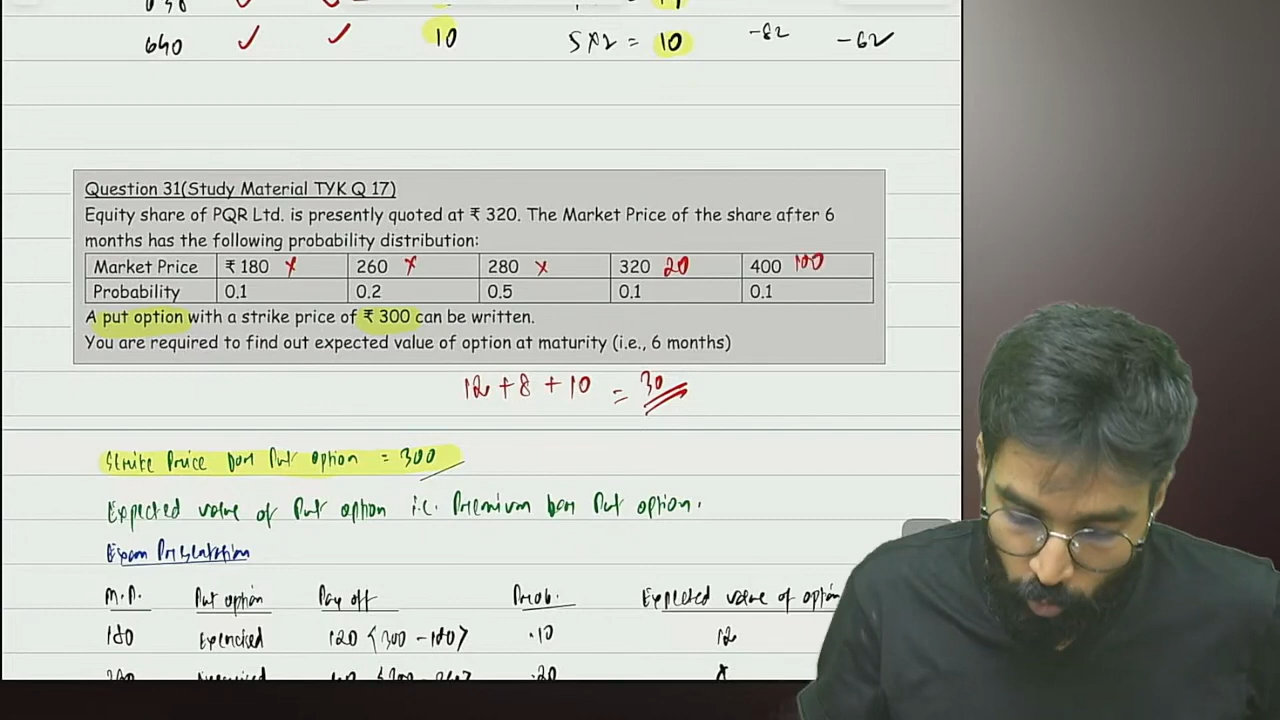 640 ✓ ✓ 10 5X2 = 10 -82 -62
Question 31(Study Material TYK Q 17)
Equity share of PQR Ltd. is presently quoted at ₹ 320. The Market Price of the share after 6
months has the following probability distribution:
Market Price ₹ 180 x 260 x 280 x 320 20 400 100
Probability 0.1 0.2 0.5 0.1 0.1
A put option with a strike price of ₹ 300 can be written.
You are required to find out expected value of option at maturity (i.e., 6 months)
12 + 8 + 10 = 30
Strike Price for Put option = 300
Expected value of Put option i.e. Premium for Put option.
Exam Presentation
M.P. Put option Pay off Prob. Expected value of option
180 Exercised 120 <300 - 180> .10 12
.20